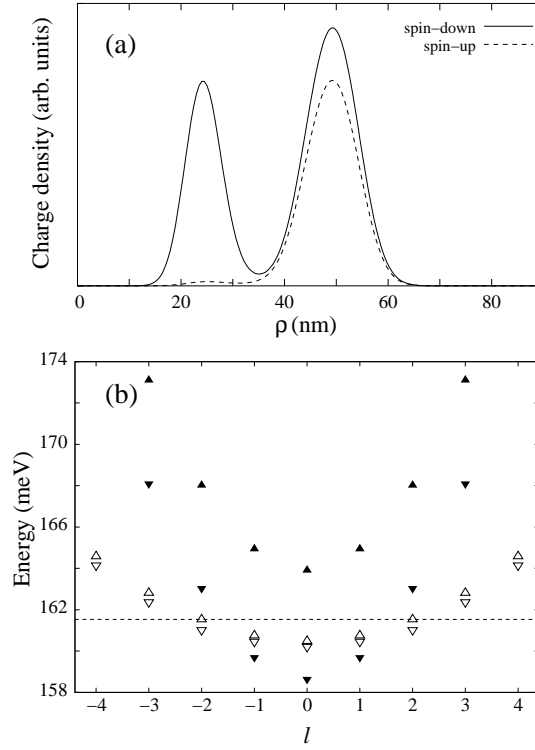 (a)
spin−down
spin−up
Charge density (arb. units)
0 20 40 60 80
ρ (nm)
(b)
174
170
166
162
158
Energy (meV)
−4 −3 −2 −1 0 1 2 3 4
l